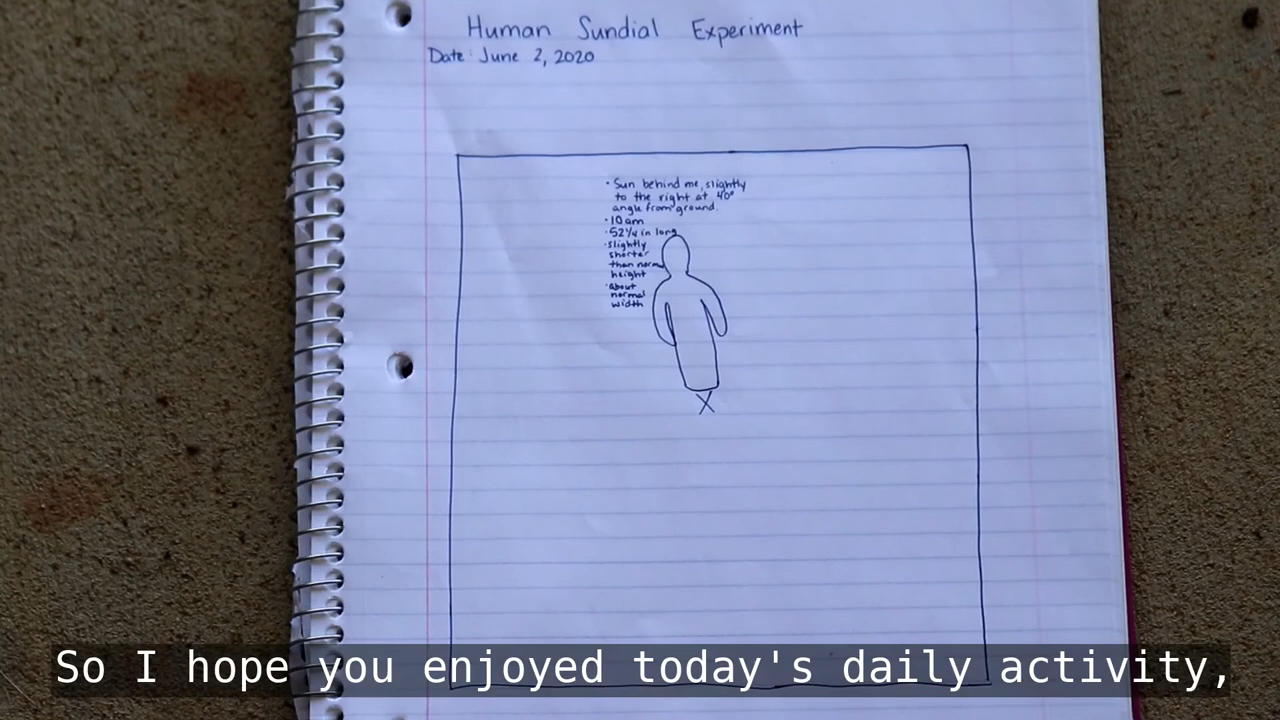 Human Sundial Experiment
Date: June 2, 2020
• Sun behind me, slightly
to the right at 40°
angle from ground.
• 10 am
• 52 1/4 in long
• slightly
shorter
than normal
height
• about
normal
width
X
So I hope you enjoyed today's daily activity,